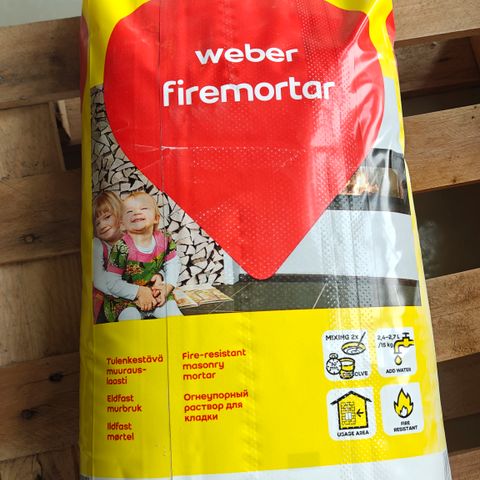 weber
firemortar
Tulenkestävä
muuraus-
laasti
Eldfast
murbruk
Ildfast
mørtel
Fire-resistant
masonry
mortar
Огнеупорный
раствор для
кладки
MIXING 2x
2,4–2,7 L
/15 kg
ADD WATER
USAGE AREA
FIRE
RESISTANT